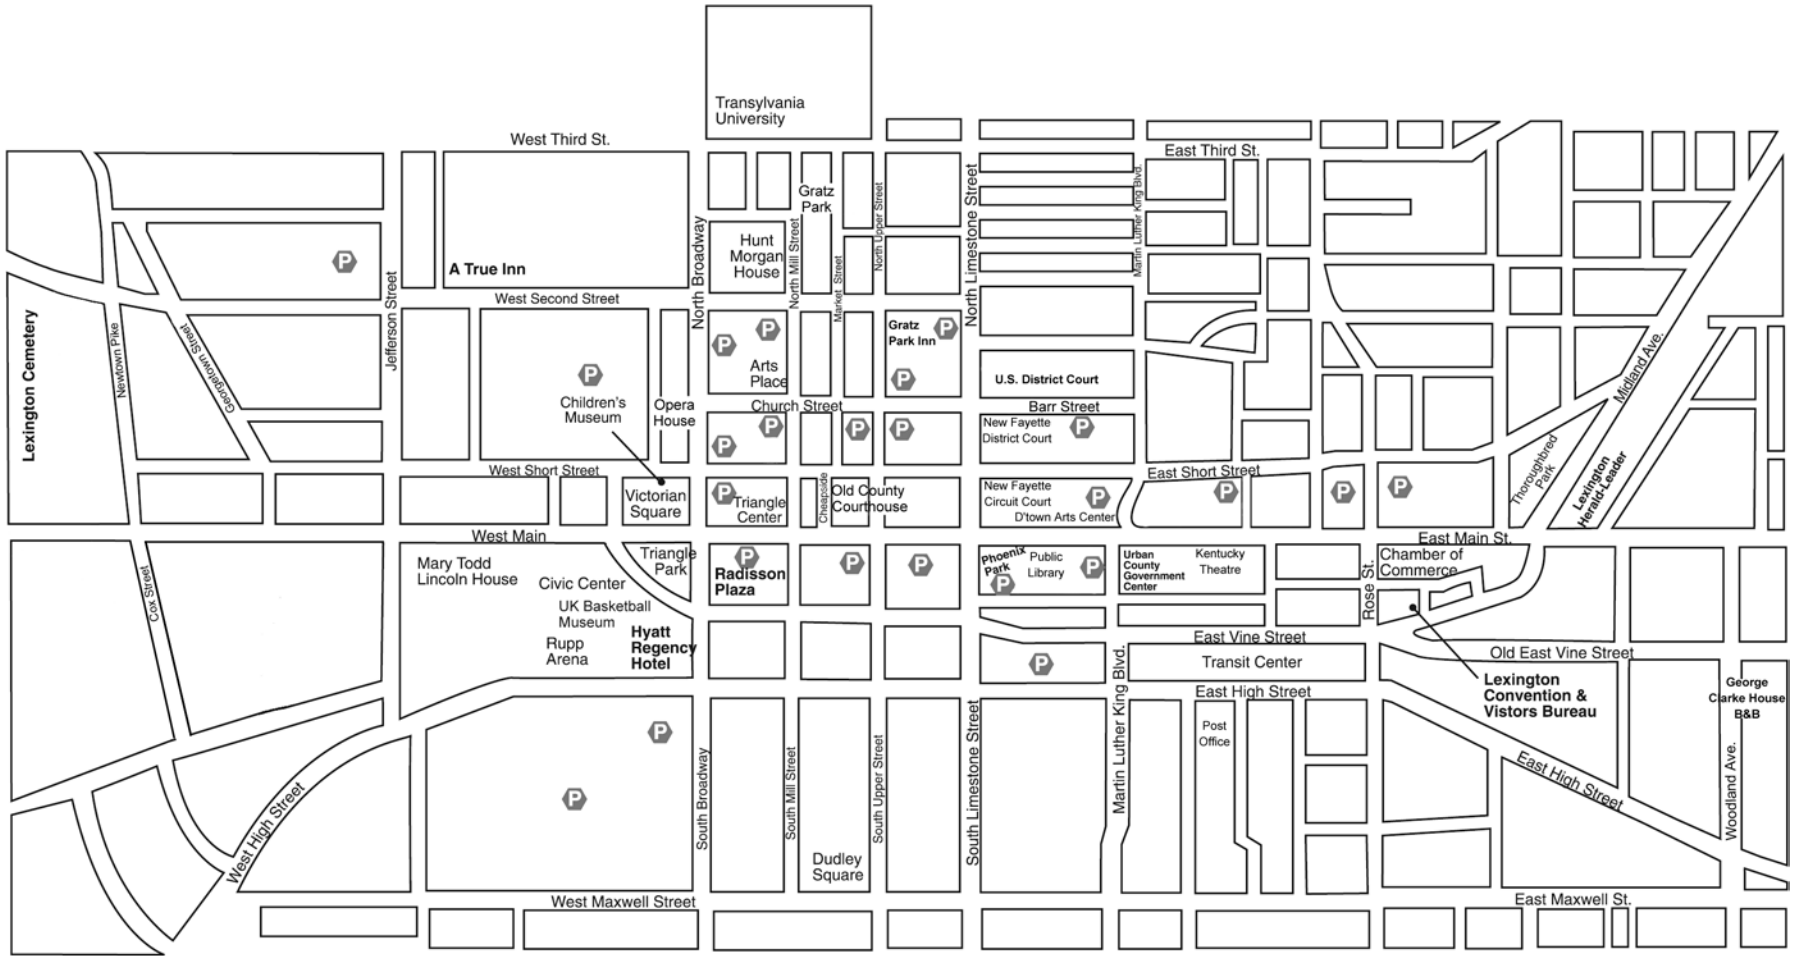 Transylvania
University
West Third St.
East Third St.
Gratz
Park
North Upper Street
North Limestone Street
Martin Luther King Blvd.
North Broadway
Hunt
Morgan
House
North Mill Street
Market Street
P
A True Inn
Jefferson Street
West Second Street
Lexington Cemetery
Newtown Pike
Georgetown Street
P
P
Gratz
Park Inn
P
Midland Ave.
P
Children's
Museum
Arts
Place
P
U.S. District Court
Opera
House
Church Street
Barr Street
P
P
P
P
New Fayette
District Court
P
West Short Street
East Short Street
Thoroughbred
Park
Lexington
Herald-Leader
Victorian
Square
P
Triangle
Center
Cheapside
Old County
Courthouse
New Fayette
Circuit Court
P
D'town Arts Center
P
P
P
West Main
East Main St.
Mary Todd
Lincoln House
Civic Center
UK Basketball
Museum
Rupp
Arena
Hyatt
Regency
Hotel
Triangle
Park
P
Radisson
Plaza
P
P
Phoenix
Park
P
Public
Library
P
Urban
County
Government
Center
Kentucky
Theatre
Rose St.
Chamber of
Commerce
Cox Street
East Vine Street
Old East Vine Street
P
Transit Center
Martin Luther King Blvd.
East High Street
Lexington
Convention &
Vistors Bureau
George
Clarke House
B&B
P
P
Post
Office
West High Street
South Broadway
South Mill Street
South Upper Street
South Limestone Street
East High Street
Woodland Ave.
Dudley
Square
West Maxwell Street
East Maxwell St.